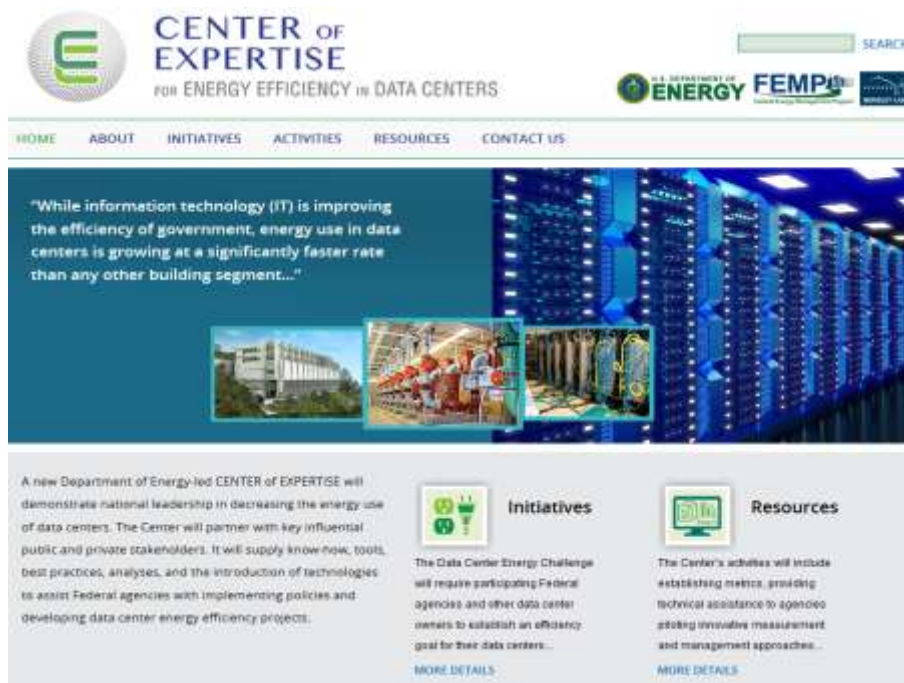 CENTER OF
EXPERTISE
FOR ENERGY EFFICIENCY IN DATA CENTERS
SEARCH
U.S. DEPARTMENT OF
ENERGY
FEMP
Federal Energy Management Program
HOME ABOUT INITIATIVES ACTIVITIES RESOURCES CONTACT US
"While information technology (IT) is improving
the efficiency of government, energy use in data
centers is growing at a significantly faster rate
than any other building segment..."
A new Department of Energy-led CENTER of EXPERTISE will
demonstrate national leadership in decreasing the energy use
of data centers. The Center will partner with key influential
public and private stakeholders. It will supply know-how, tools,
best practices, analyses, and the introduction of technologies
to assist Federal agencies with implementing policies and
developing data center energy efficiency projects.
Initiatives
The Data Center Energy Challenge
will require participating Federal
agencies and other data center
owners to establish an efficiency
goal for their data centers...
MORE DETAILS
Resources
The Center's activities will include
establishing metrics, providing
technical assistance to agencies
piloting innovative measurement
and management approaches...
MORE DETAILS